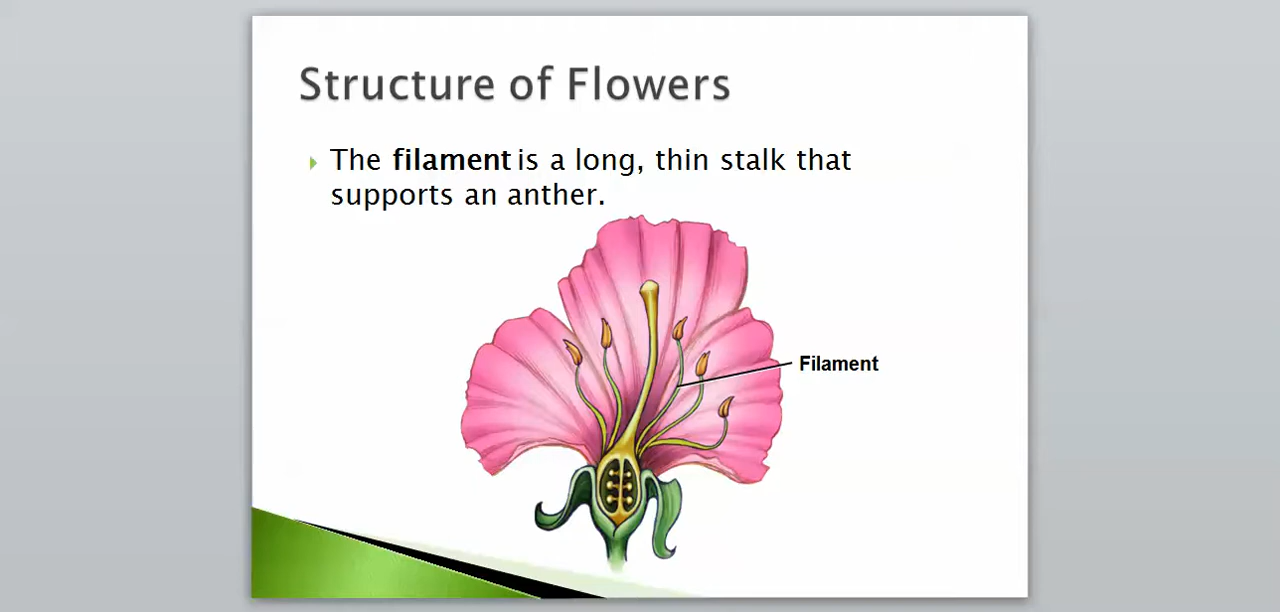 Structure of Flowers
The filament is a long, thin stalk that
supports an anther.
Filament